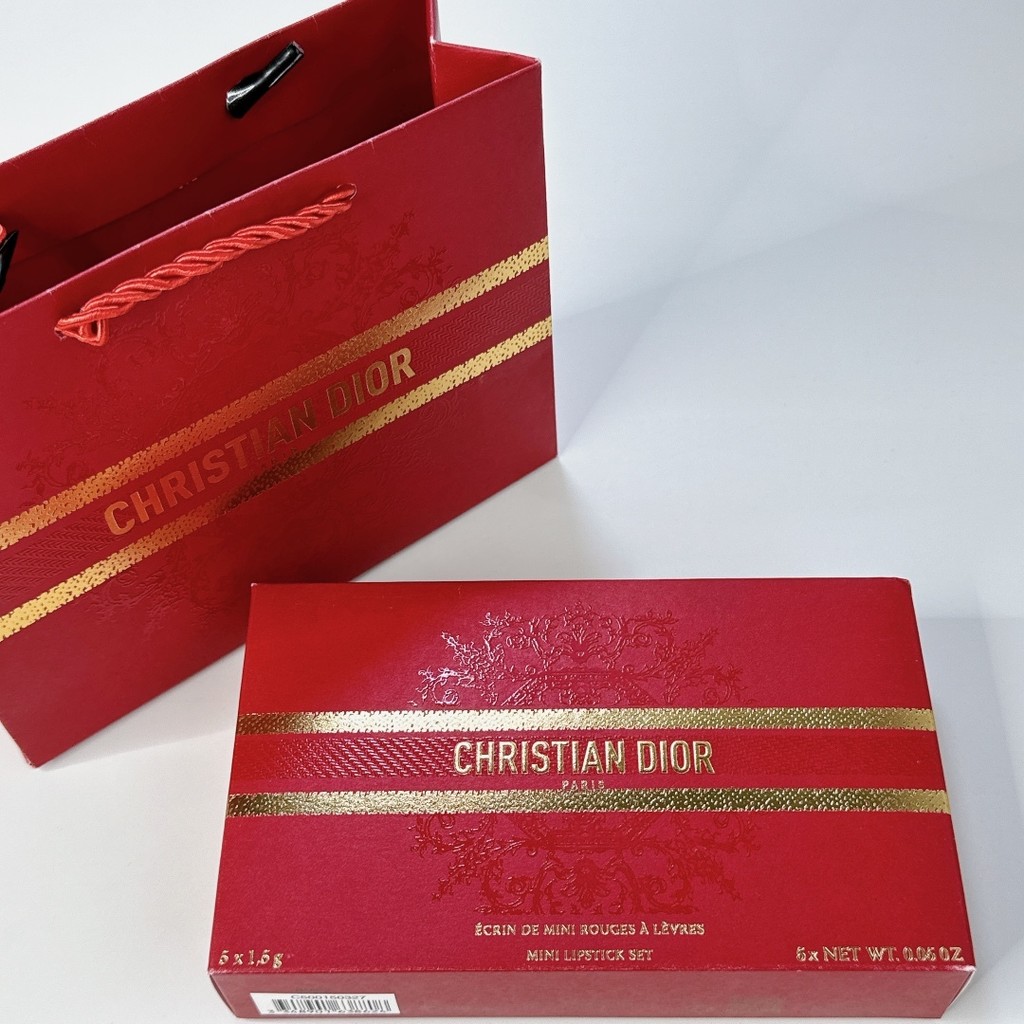 CHRISTIAN DIOR
CHRISTIAN DIOR
PARIS
ÉCRIN DE MINI ROUGES À LÈVRES
MINI LIPSTICK SET
5 x 1,5 g
5 x NET WT. 0.05 OZ